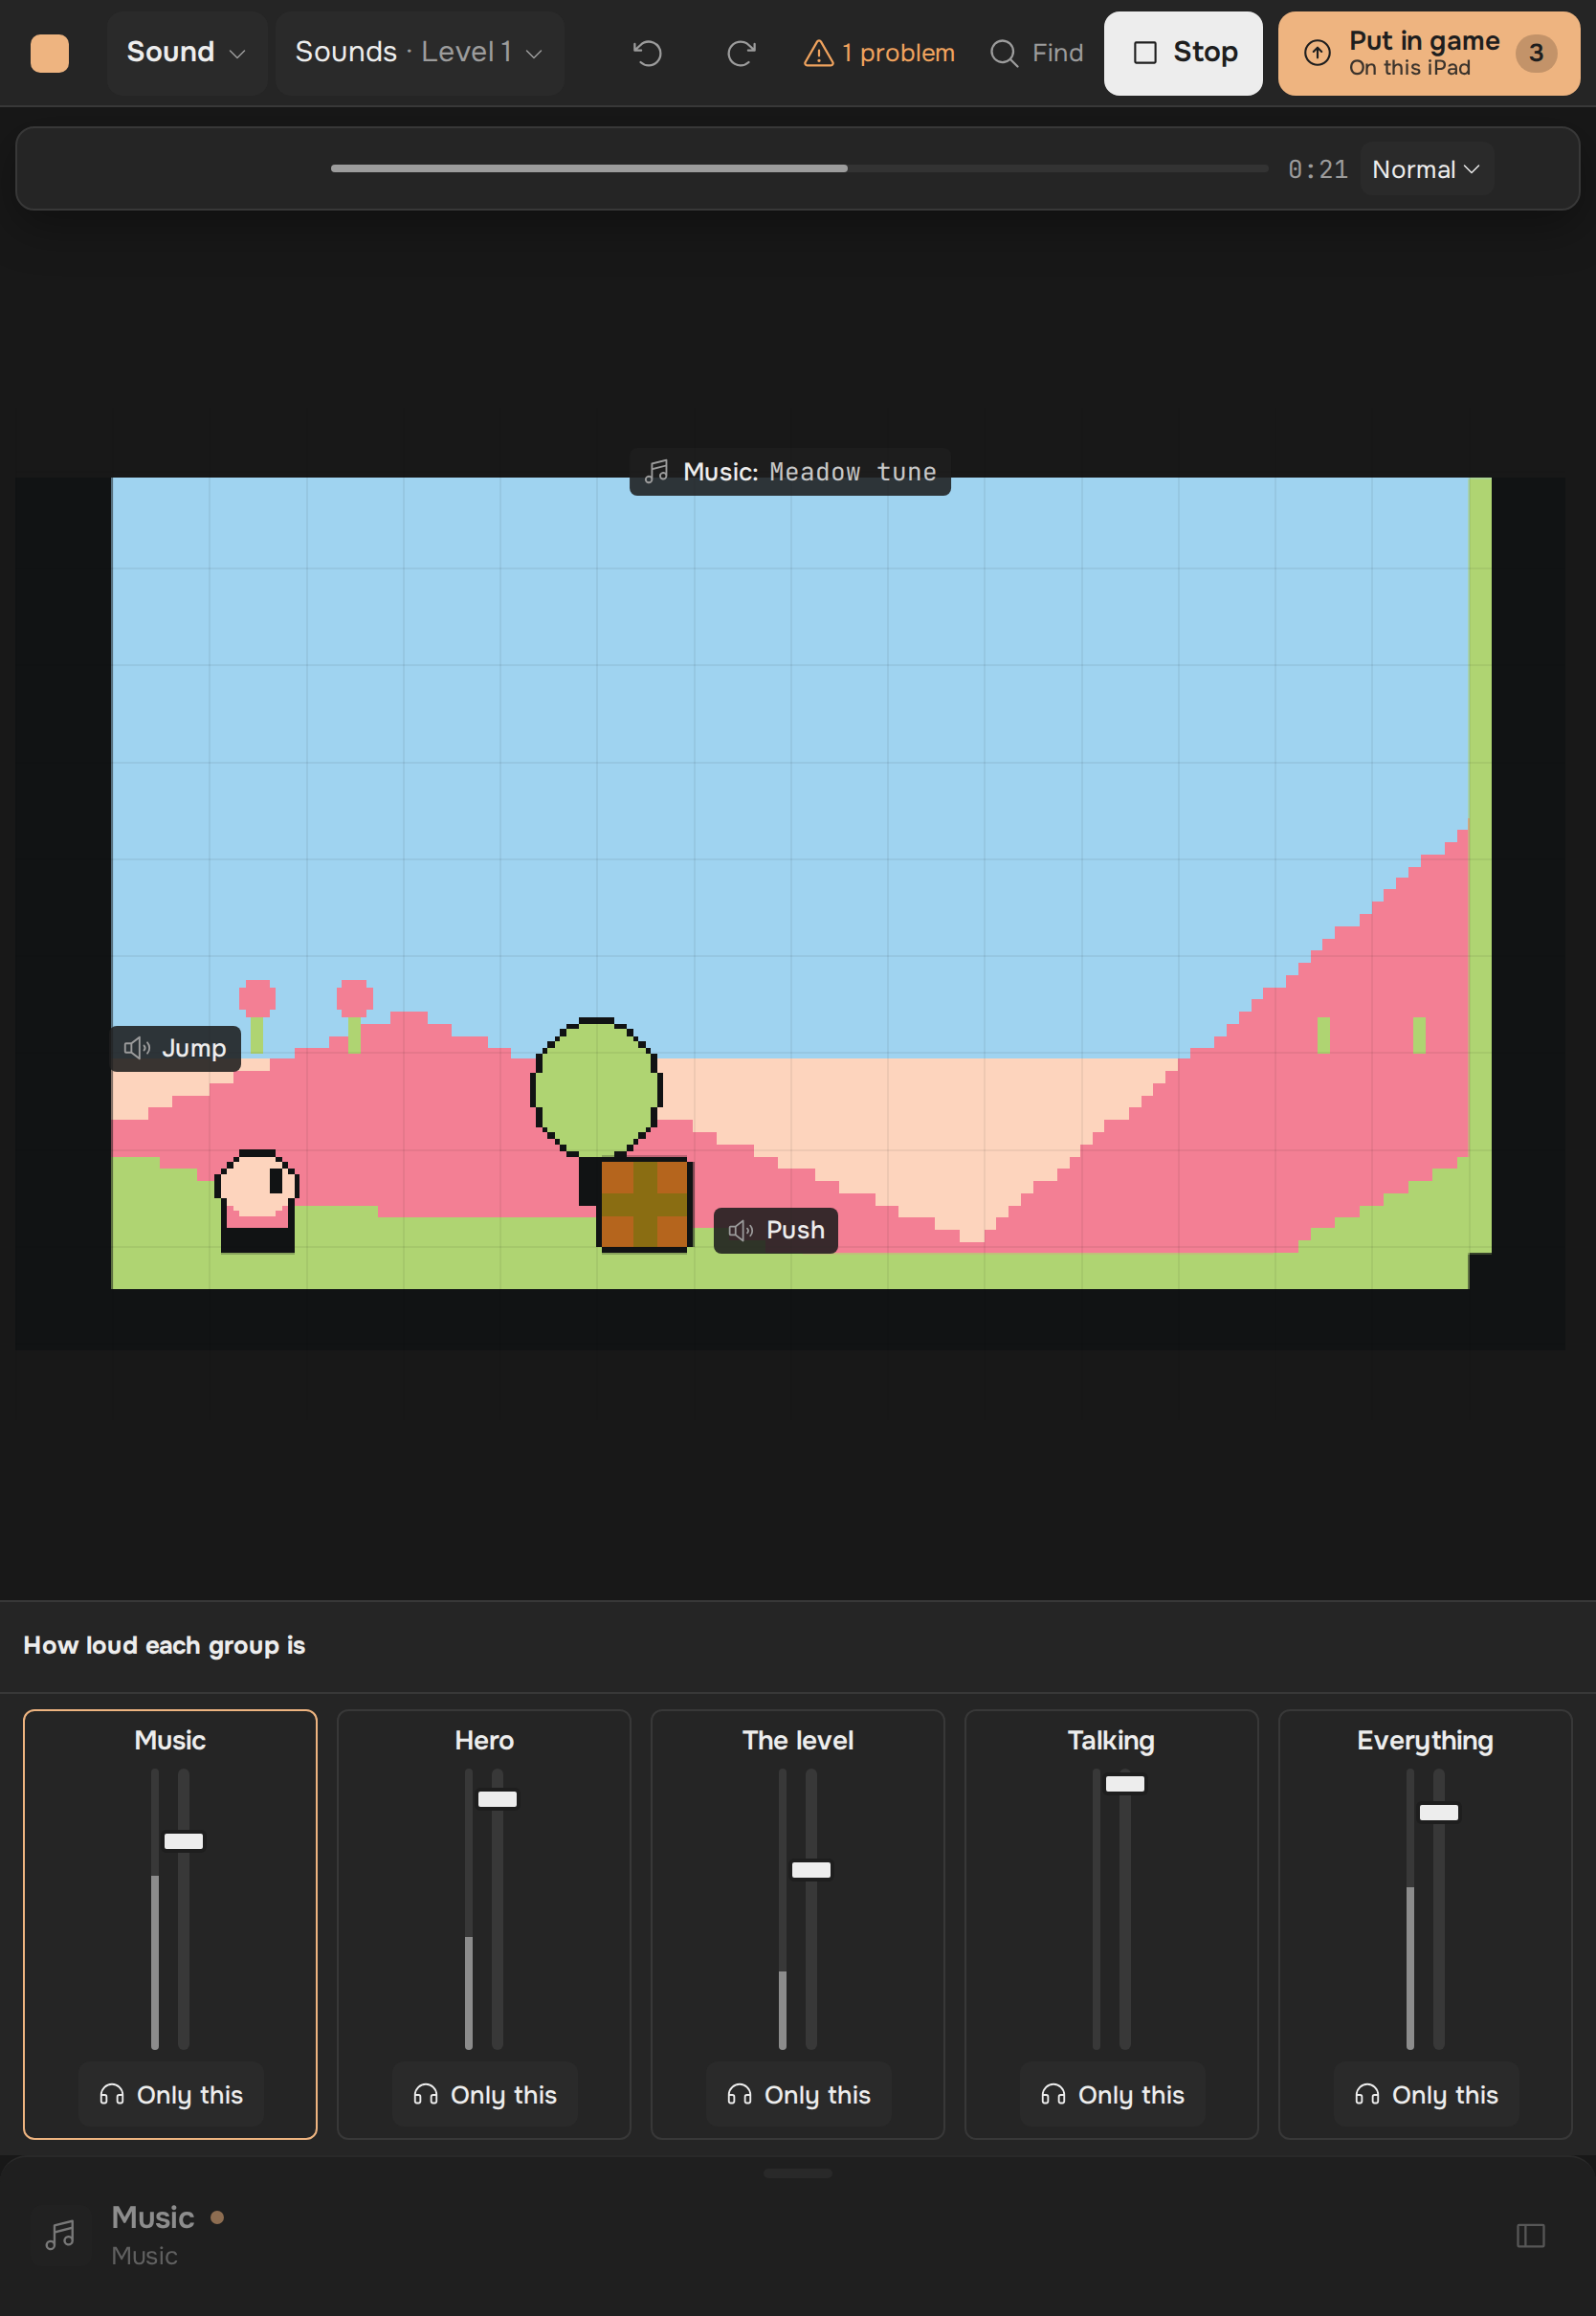 Sound
Sounds · Level 1
1 problem
Find
Stop
Put in game
On this iPad
3
0:21
Normal
Music: Meadow tune
Jump
Push
How loud each group is
Music
Hero
The level
Talking
Everything
Only this
Only this
Only this
Only this
Only this
Music
Music